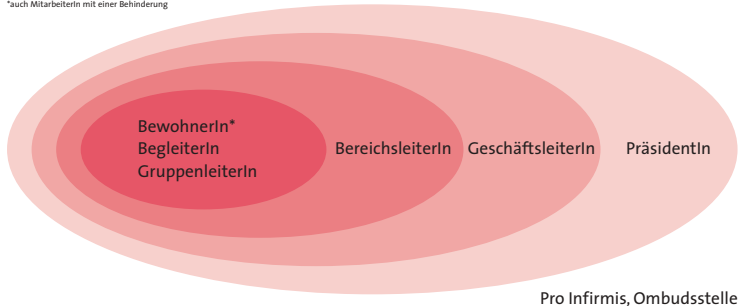 *auch MitarbeiterIn mit einer Behinderung
BewohnerIn*
BegleiterIn
GruppenleiterIn
BereichsleiterIn
GeschäftsleiterIn
PräsidentIn
Pro Infirmis, Ombudsstelle